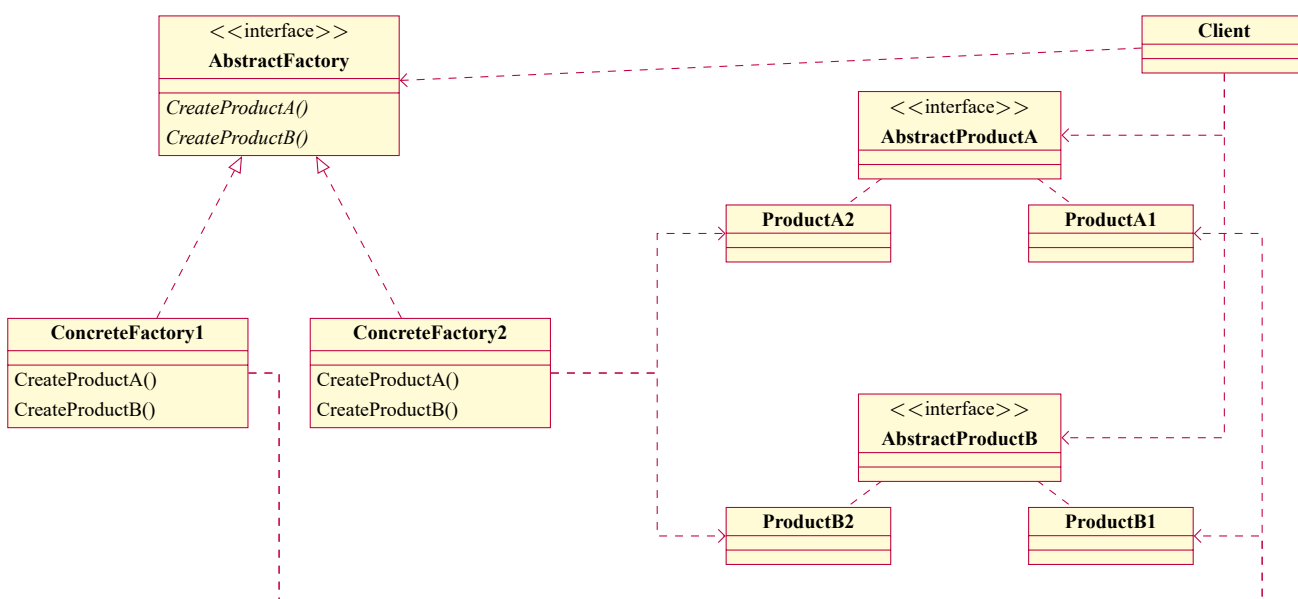 <<interface>>
AbstractFactory
CreateProductA()
CreateProductB()
Client
<<interface>>
AbstractProductA
ProductA2
ProductA1
ConcreteFactory1
CreateProductA()
CreateProductB()
ConcreteFactory2
CreateProductA()
CreateProductB()
<<interface>>
AbstractProductB
ProductB2
ProductB1